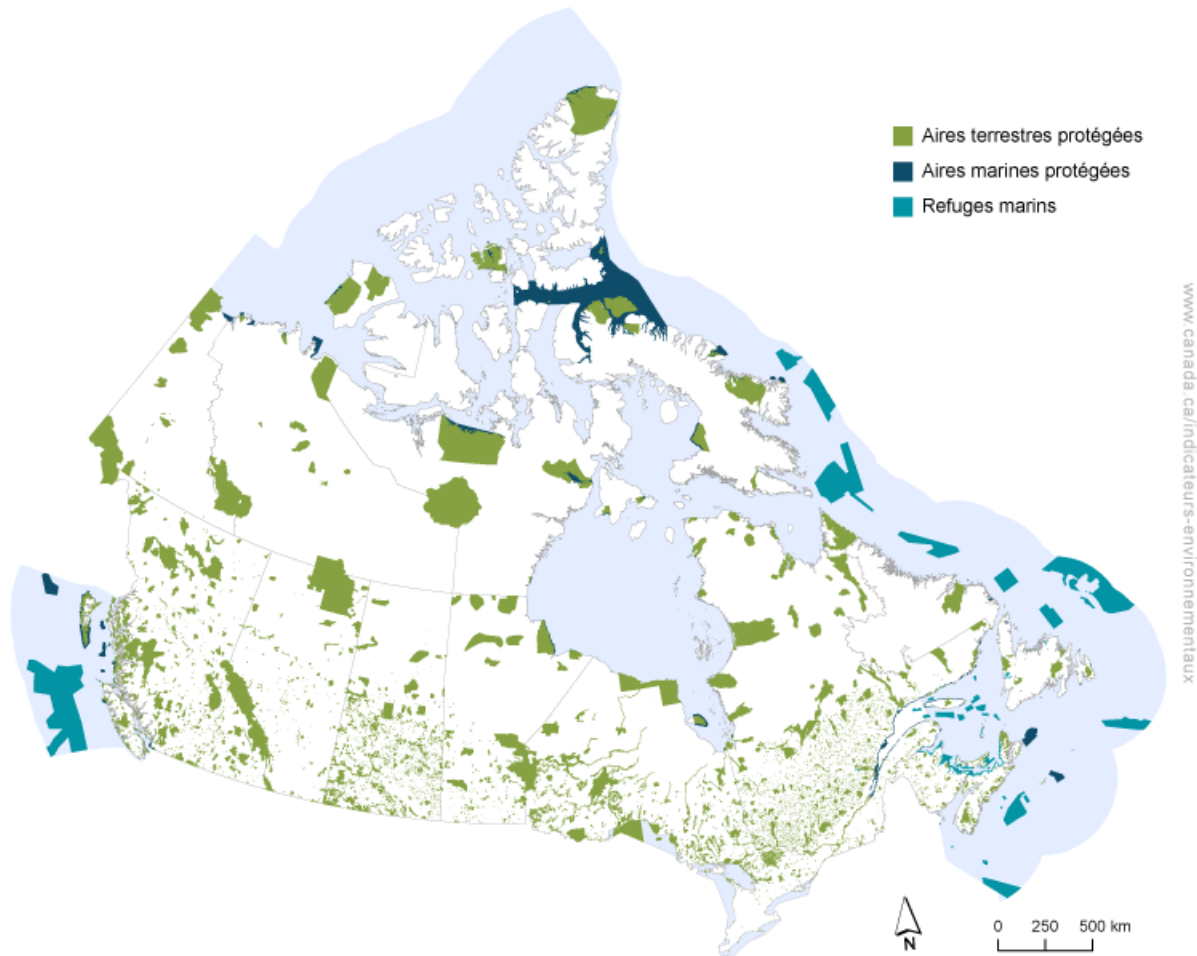 Aires terrestres protégées
Aires marines protégées
Refuges marins
www.canada.ca/indicateurs-environnementaux
N
0 250 500 km